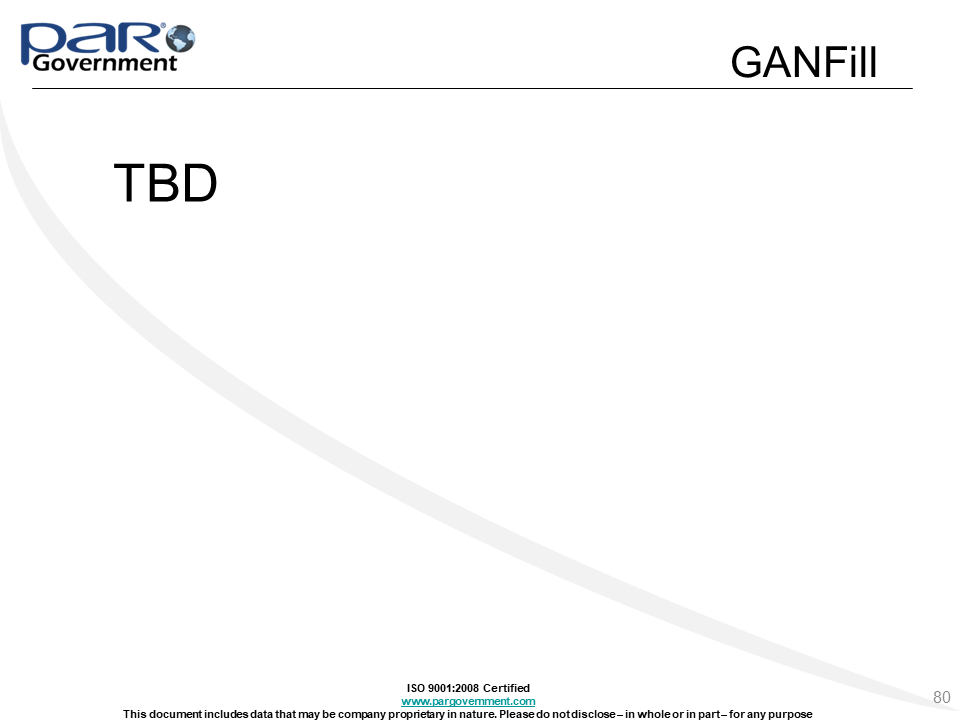 par
Government
GANFill
TBD
ISO 9001:2008 Certified
www.pargovernment.com
This document includes data that may be company proprietary in nature. Please do not disclose – in whole or in part – for any purpose
80